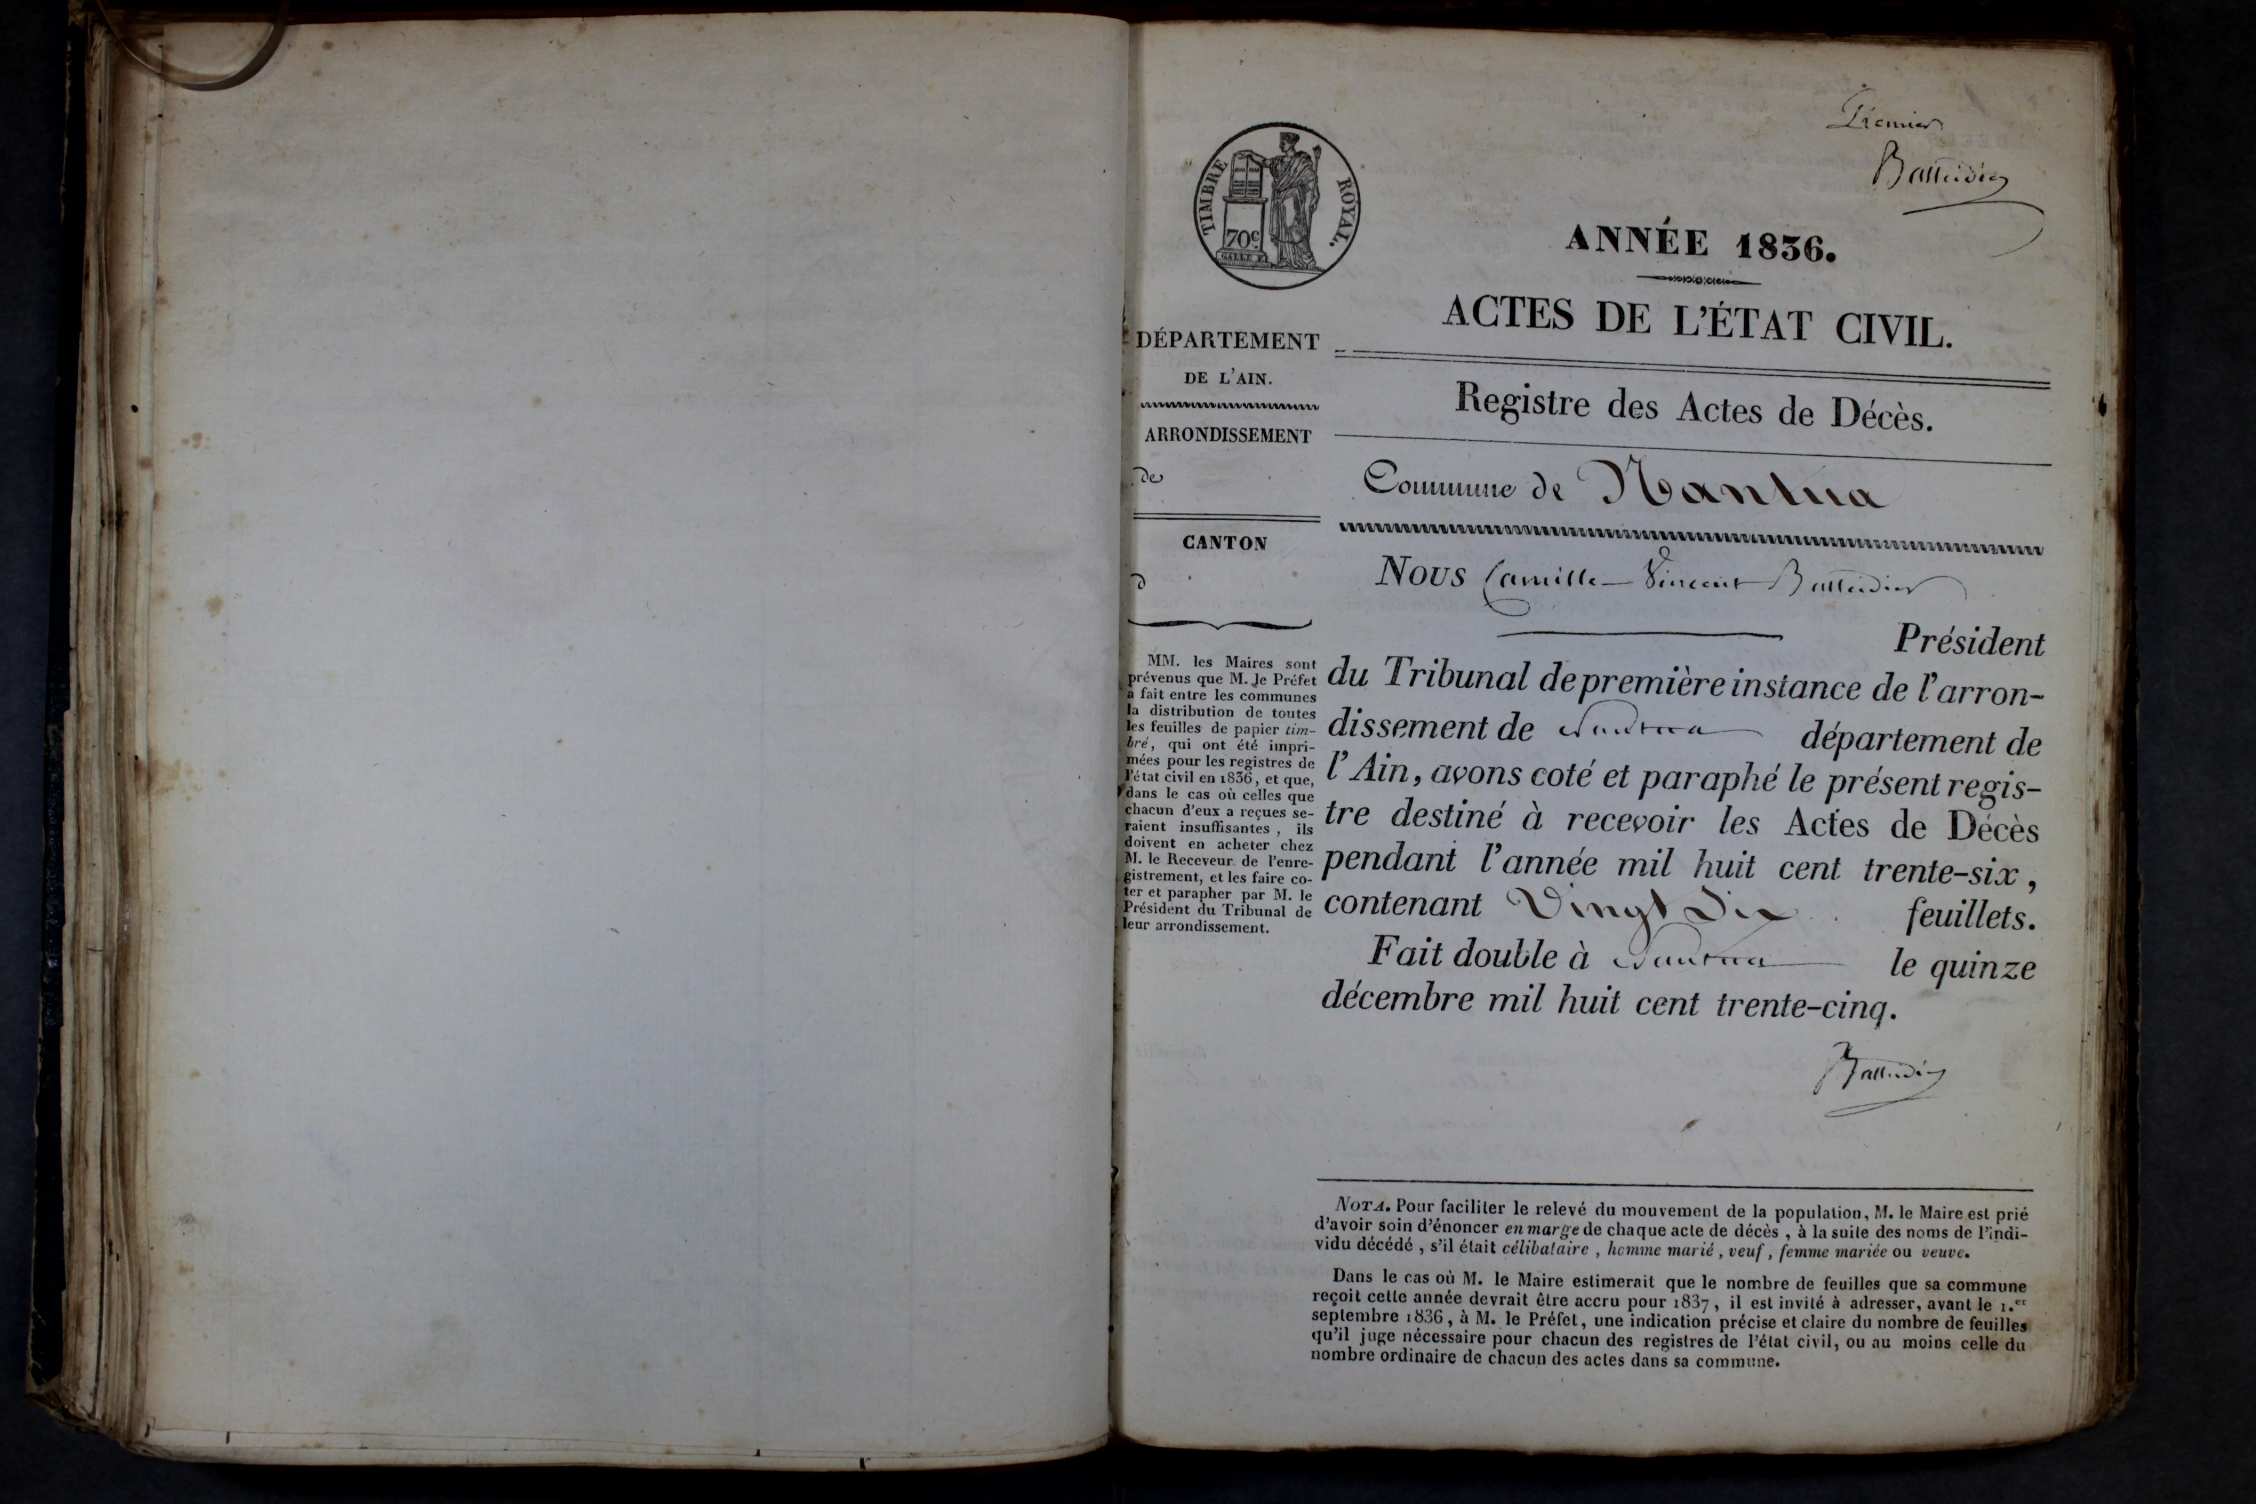 Premier
Batteidier
TIMBRE ROYAL.
70c
GALLE F.
ANNÉE 1836.
ACTES DE L'ÉTAT CIVIL.
DÉPARTEMENT
DE L'AIN.
ARRONDISSEMENT
de
CANTON
d
MM. les Maires sont
prévenus que M. le Préfet
a fait entre les communes
la distribution de toutes
les feuilles de papier tim-
bré, qui ont été impri-
mées pour les registres de
l'état civil en 1836, et que,
dans le cas où celles que
chacun d'eux a reçues se-
raient insuffisantes, ils
doivent en acheter chez
M. le Receveur de l'enre-
gistrement, et les faire co-
ter et parapher par M. le
Président du Tribunal de
leur arrondissement.
Registre des Actes de Décès.
Commune de Nantua
Nous Camille Vincent Batteidier
Président
du Tribunal de première instance de l'arron-
dissement de Nantua département de
l'Ain, avons coté et paraphé le présent regis-
tre destiné à recevoir les Actes de Décès
pendant l'année mil huit cent trente-six,
contenant Vingt Six feuillets.
Fait double à Nantua le quinze
décembre mil huit cent trente-cinq.
Batteidier
NOTA. Pour faciliter le relevé du mouvement de la population, M. le Maire est prié
d'avoir soin d'énoncer en marge de chaque acte de décès, à la suite des noms de l'indi-
vidu décédé, s'il était célibataire, homme marié, veuf, femme mariée ou veuve.
Dans le cas où M. le Maire estimerait que le nombre de feuilles que sa commune
reçoit cette année devrait être accru pour 1837, il est invité à adresser, avant le 1.er
septembre 1836, à M. le Préfet, une indication précise et claire du nombre de feuilles
qu'il juge nécessaire pour chacun des registres de l'état civil, ou au moins celle du
nombre ordinaire de chacun des actes dans sa commune.